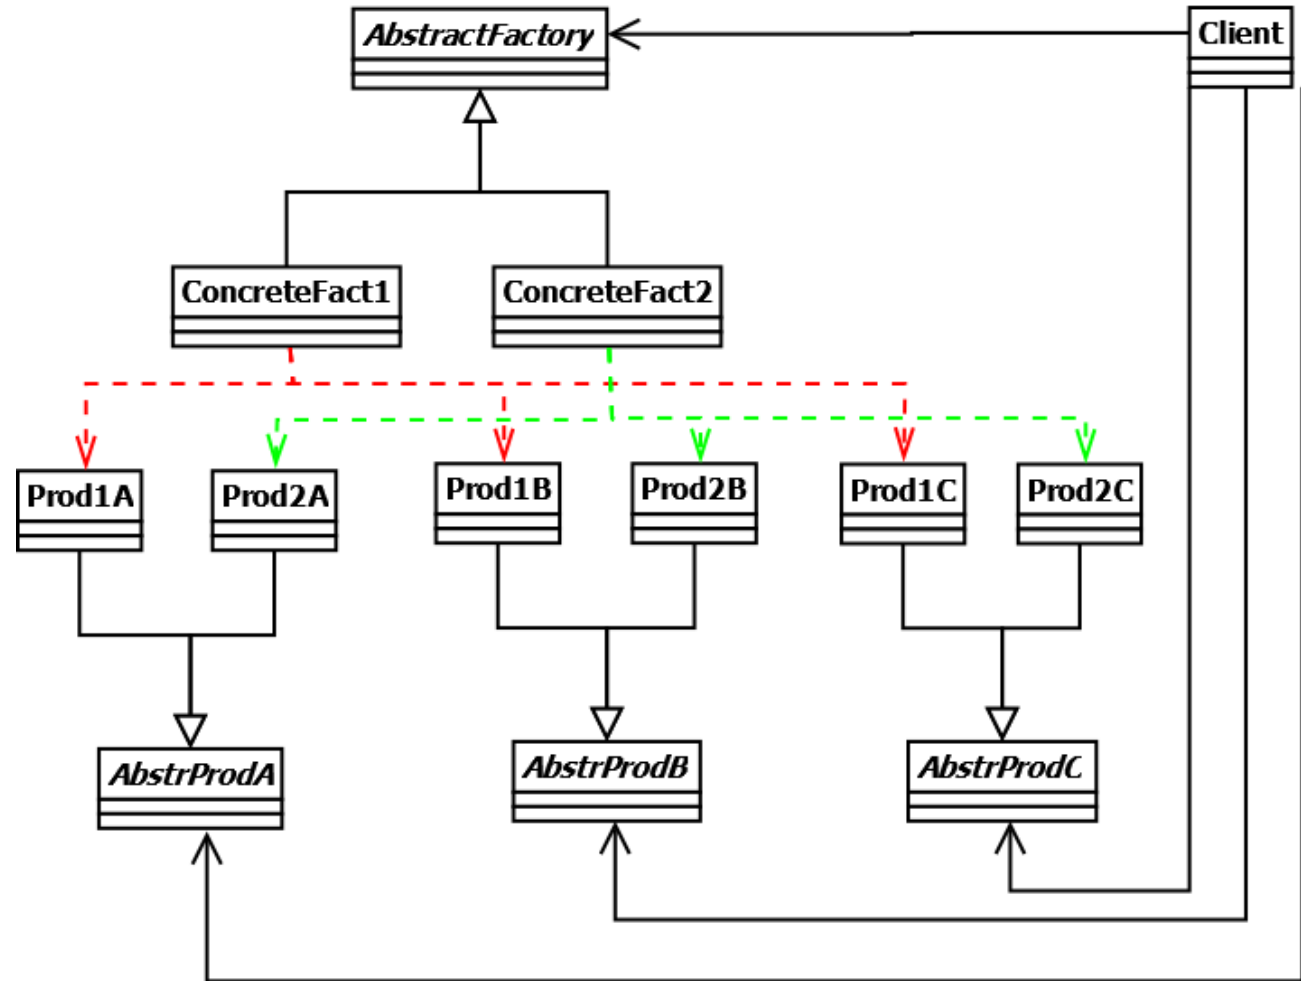 AbstractFactory
Client
ConcreteFact1
ConcreteFact2
Prod1A
Prod2A
Prod1B
Prod2B
Prod1C
Prod2C
AbstrProdA
AbstrProdB
AbstrProdC